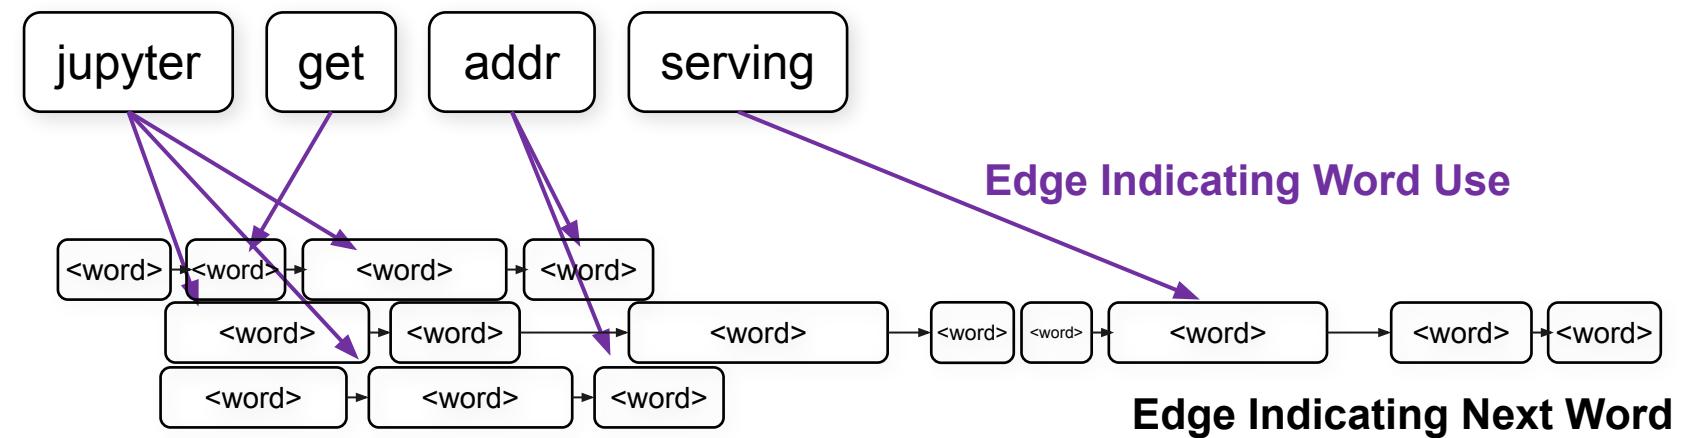 jupyter get addr serving
Edge Indicating Word Use
<word> <word> <word> <word>
<word> <word> <word> <word> <word> <word> <word> <word>
<word> <word> <word>
Edge Indicating Next Word